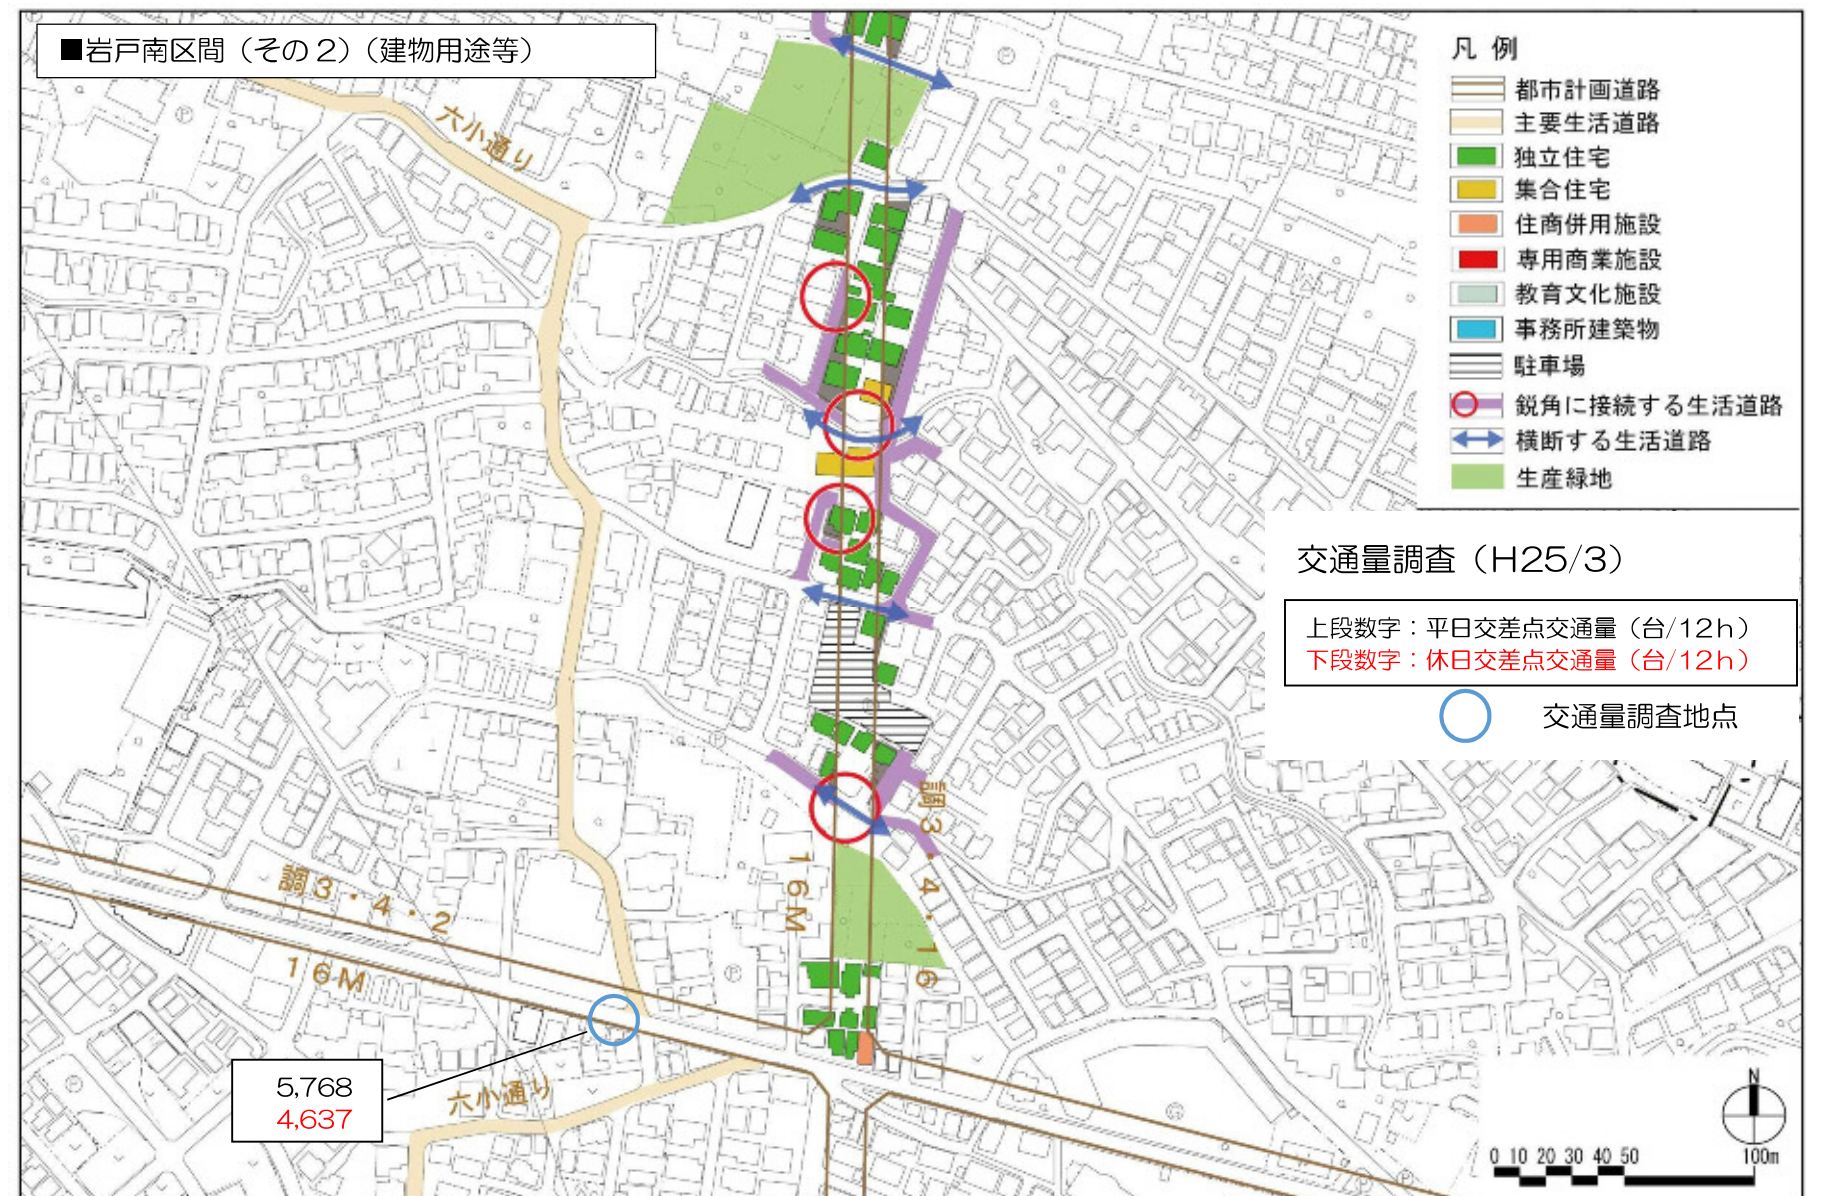 ■岩戸南区間（その２）（建物用途等）
凡 例
都市計画道路
主要生活道路
独立住宅
集合住宅
住商併用施設
専用商業施設
教育文化施設
事務所建築物
駐車場
鋭角に接続する生活道路
横断する生活道路
生産緑地
交通量調査（H25/3）
上段数字：平日交差点交通量（台/12h）
下段数字：休日交差点交通量（台/12h）
交通量調査地点
六小通り
調３・４・２
１６Ｍ
調３・４・１６
１６Ｍ
5,768
4,637
六小通り
N
0 10 20 30 40 50 100m